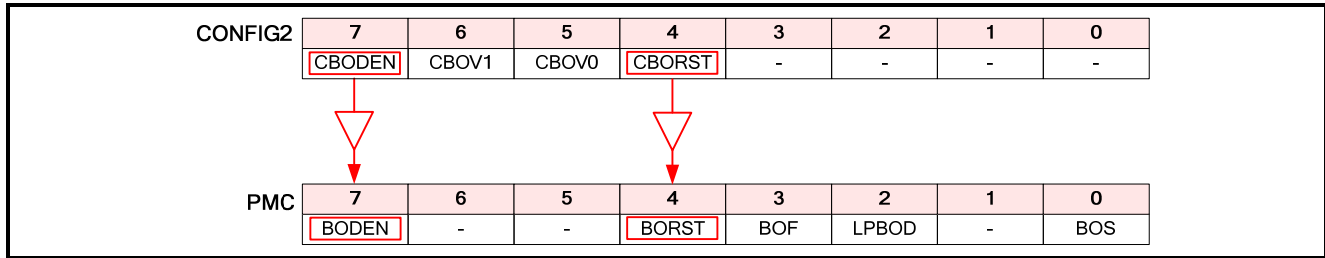 CONFIG2 7 6 5 4 3 2 1 0
CBODEN CBOV1 CBOV0 CBORST - - - -
PMC 7 6 5 4 3 2 1 0
BODEN - - BORST BOF LPBOD - BOS